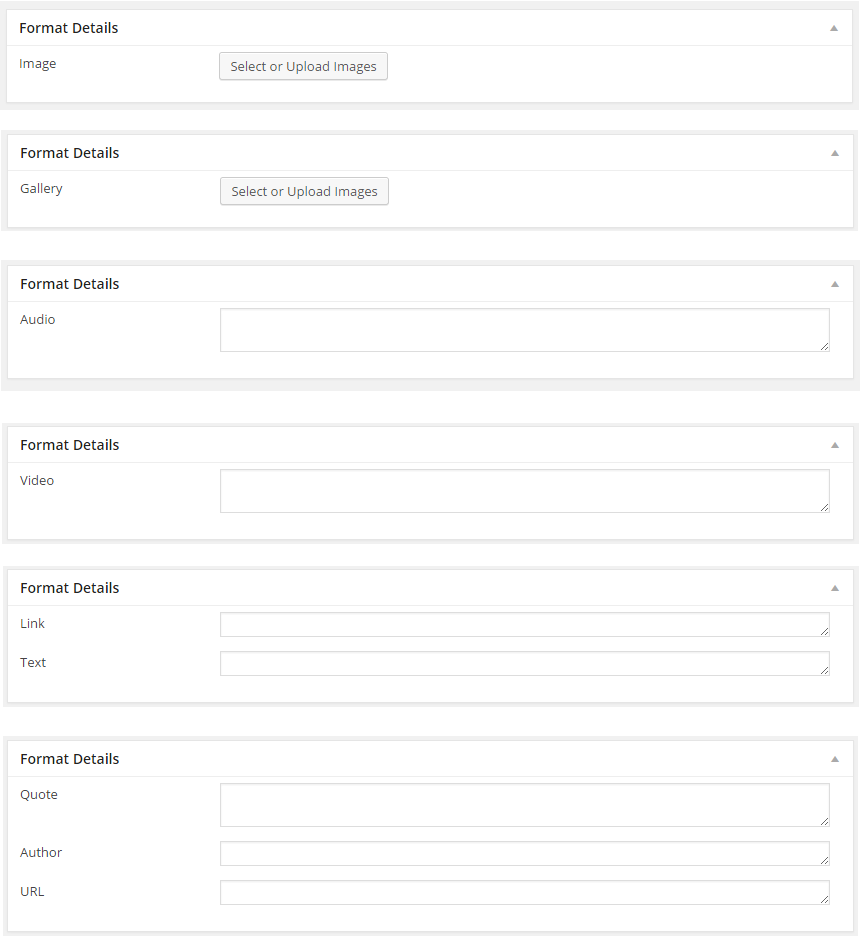 Format Details
Image Select or Upload Images
Format Details
Gallery Select or Upload Images
Format Details
Audio
Format Details
Video
Format Details
Link
Text
Format Details
Quote
Author
URL